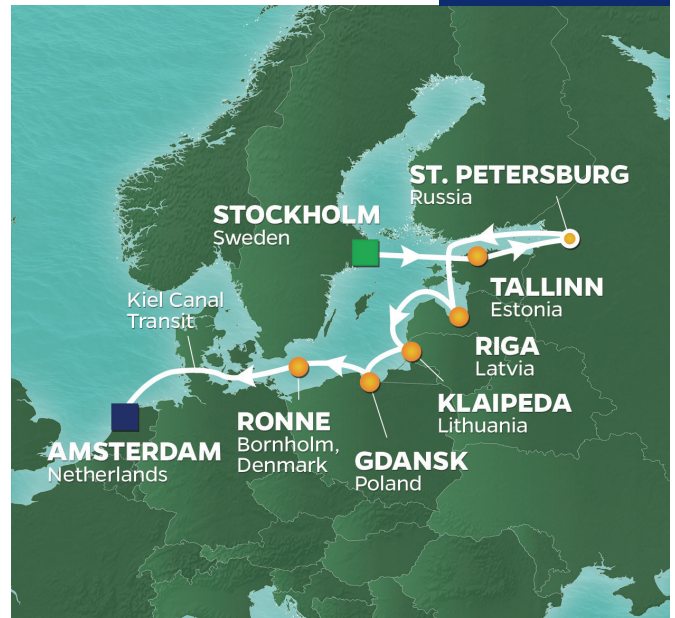 ST. PETERSBURG
Russia
STOCKHOLM
Sweden
TALLINN
Estonia
Kiel Canal
Transit
RIGA
Latvia
KLAIPEDA
Lithuania
RONNE
Bornholm,
Denmark
GDANSK
Poland
AMSTERDAM
Netherlands